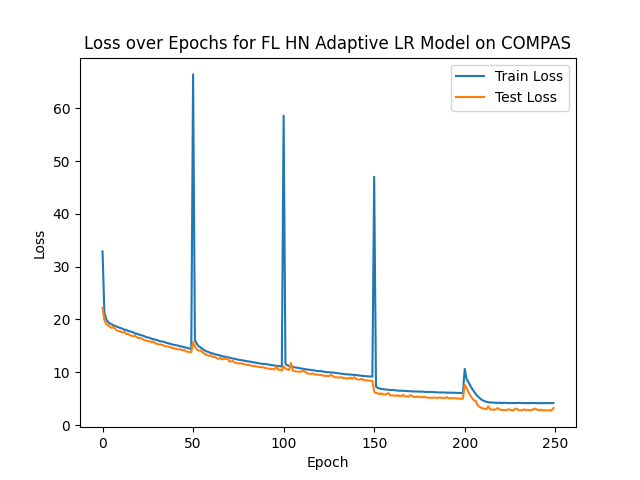 Loss over Epochs for FL HN Adaptive LR Model on COMPAS
Train Loss
Test Loss
60
50
40
30
20
10
0
Loss
0 50 100 150 200 250
Epoch